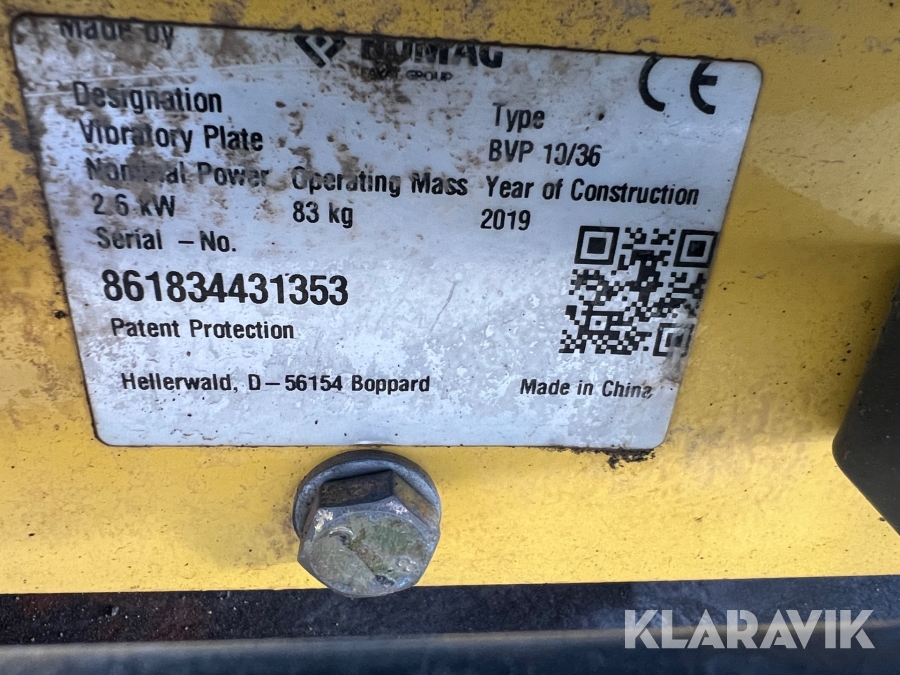 Made by BOMAG
FAYAT GROUP
Designation
Type
Vibratory Plate
BVP 10/36
Nominal Power Operating Mass Year of Construction
2.6 kW 83 kg 2019
Serial -No.
861834431353
Patent Protection
Hellerwald, D-56154 Boppard Made in China
CE
KLARAVIK